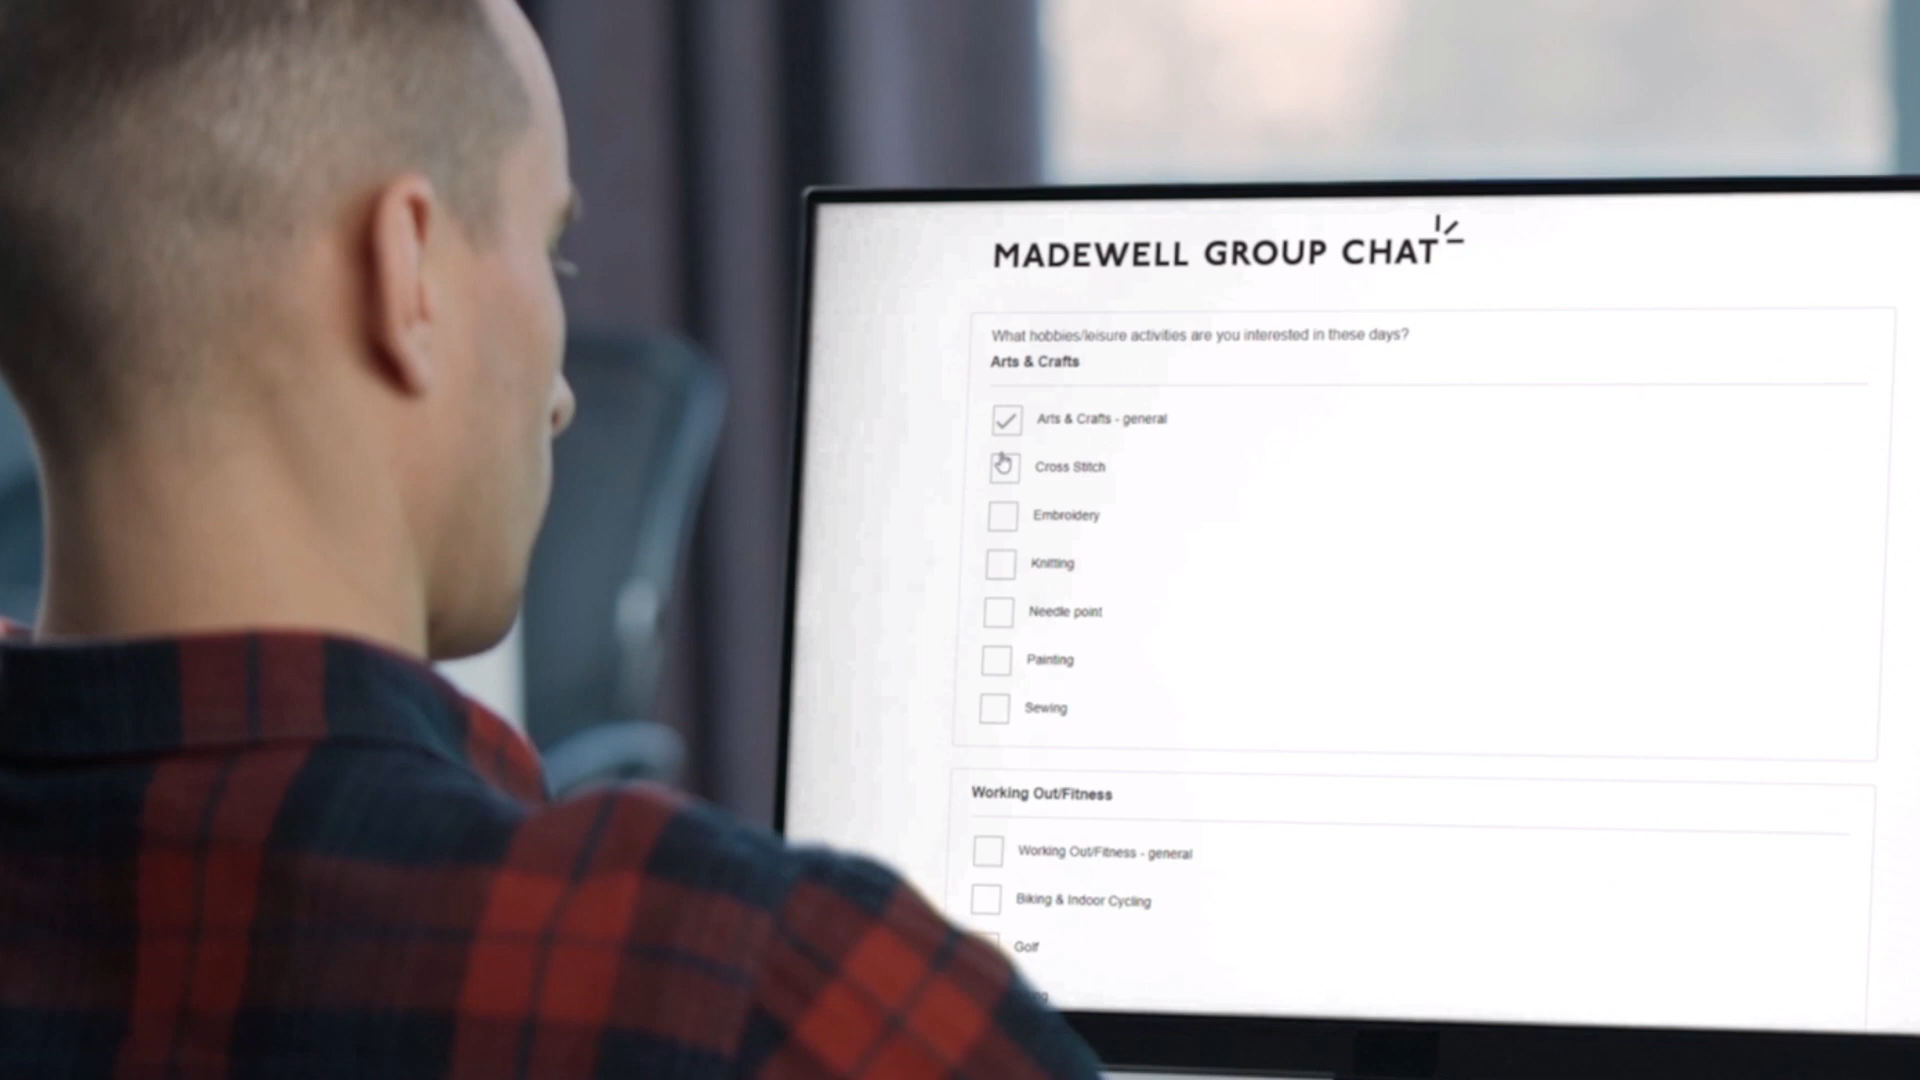 MADEWELL GROUP CHAT
What hobbies/leisure activities are you interested in these days?
Arts & Crafts
Arts & Crafts - general
Cross Stitch
Embroidery
Knitting
Needle point
Painting
Sewing
Working Out/Fitness
Working Out/Fitness - general
Biking & Indoor Cycling
Golf